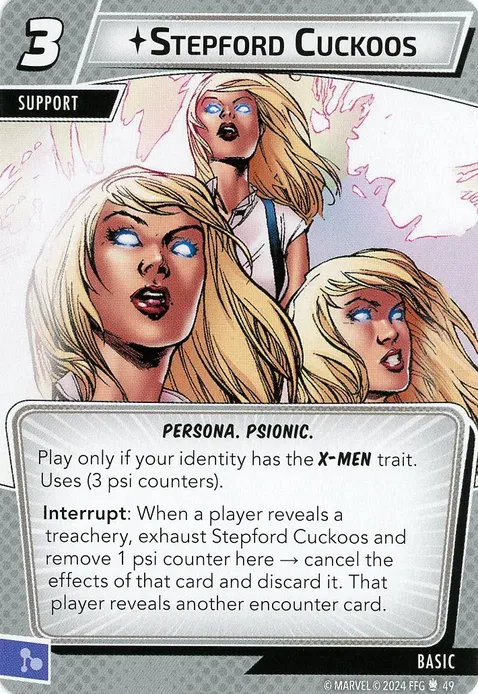 3
Stepford Cuckoos
SUPPORT
PERSONA. PSIONIC.
Play only if your identity has the X-MEN trait.
Uses (3 psi counters).
Interrupt: When a player reveals a
treachery, exhaust Stepford Cuckoos and
remove 1 psi counter here → cancel the
effects of that card and discard it. That
player reveals another encounter card.
BASIC
© MARVEL © 2024 FFG 49